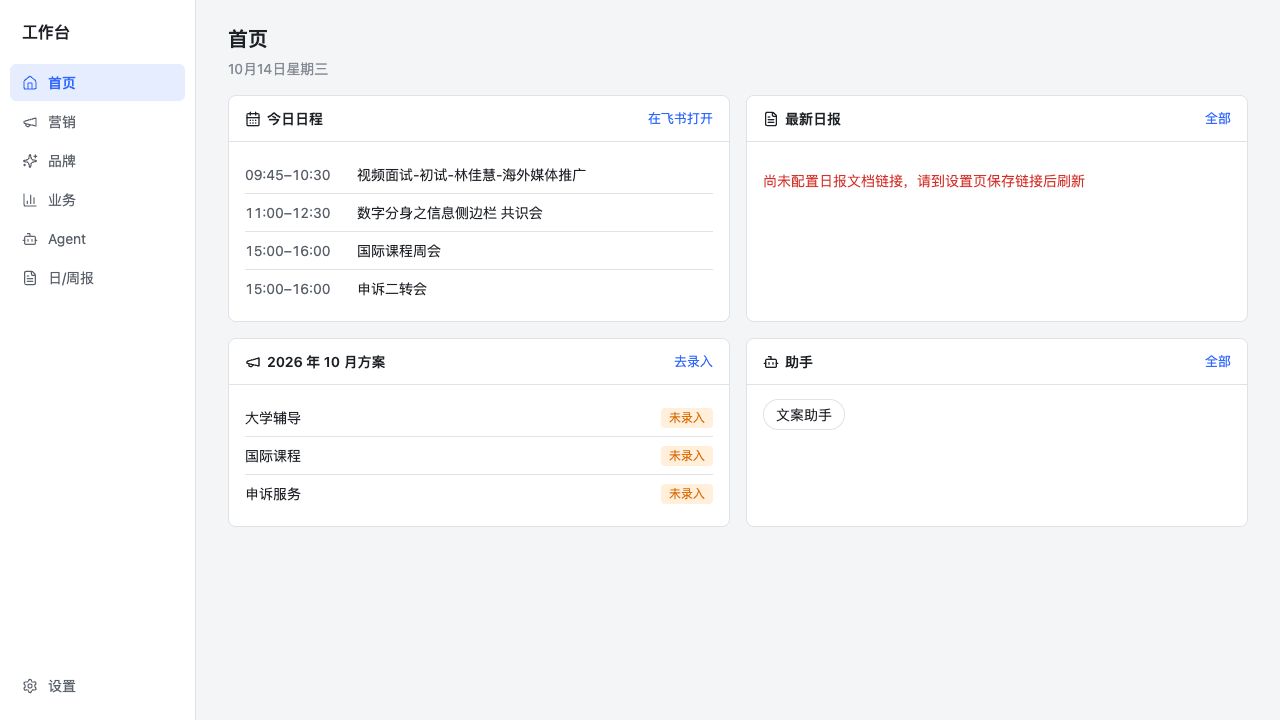 工作台
首页
营销
品牌
业务
Agent
日/周报
设置
首页
10月14日星期三
今日日程
在飞书打开
09:45–10:30 视频面试-初试-林佳慧-海外媒体推广
11:00–12:30 数字分身之信息侧边栏 共识会
15:00–16:00 国际课程周会
15:00–16:00 申诉二转会
最新日报
全部
尚未配置日报文档链接，请到设置页保存链接后刷新
2026 年 10 月方案
去录入
大学辅导 未录入
国际课程 未录入
申诉服务 未录入
助手
全部
文案助手